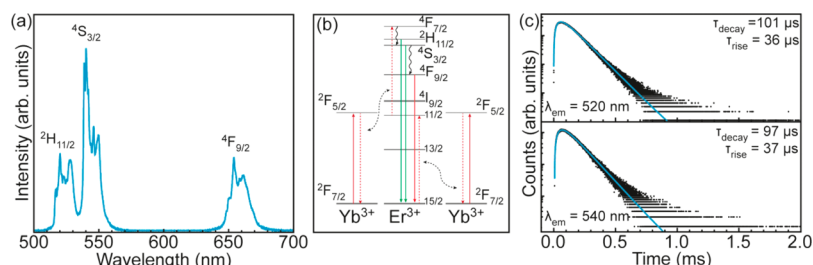 (a)
Intensity (arb. units)
⁴S₃/₂
²H₁₁/₂
⁴F₉/₂
500 550 600 650 700
Wavelength (nm)
(b)
⁴F₇/₂
²H₁₁/₂
⁴S₃/₂
⁴F₉/₂
⁴I₉/₂
11/2
13/2
15/2
²F₅/₂
²F₅/₂
²F₇/₂
²F₇/₂
Yb³⁺ Er³⁺ Yb³⁺
(c)
Counts (arb. units)
τdecay =101 µs
τrise = 36 µs
λem = 520 nm
τdecay = 97 µs
τrise = 37 µs
λem = 540 nm
0.0 0.5 1.0 1.5 2.0
Time (ms)